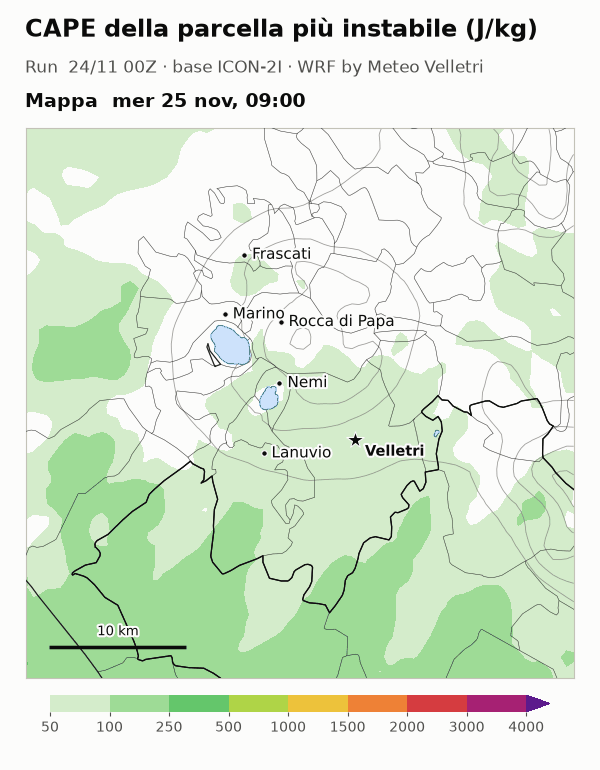 CAPE della parcella più instabile (J/kg)
Run  24/11 00Z · base ICON-2I · WRF by Meteo Velletri
Mappa  mer 25 nov, 09:00
Frascati
Marino
Rocca di Papa
Nemi
Velletri
Lanuvio
10 km
50 100 250 500 1000 1500 2000 3000 4000